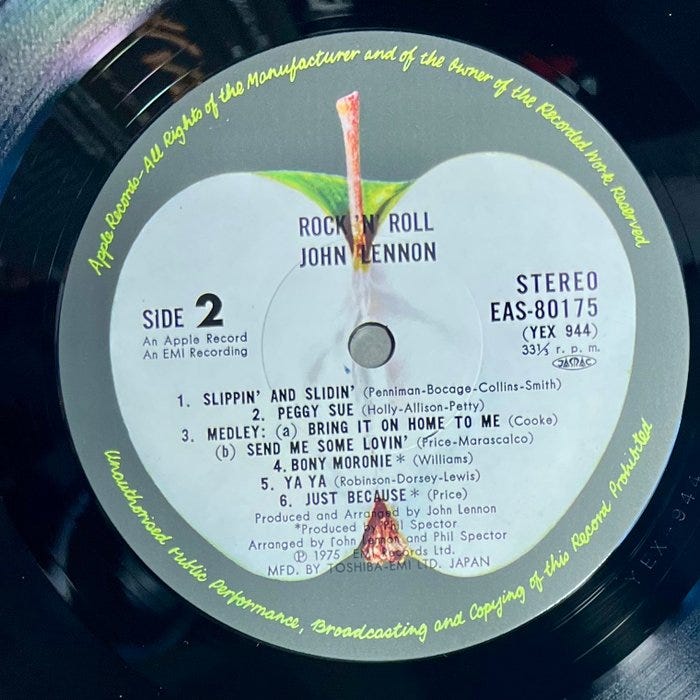 Apple Records—All Rights of the Manufacturer and of the Owner of the Recorded Work Reserved
ROCK 'N' ROLL
JOHN LENNON
SIDE 2
An Apple Record
An EMI Recording
STEREO
EAS-80175
(YEX 944)
33⅓ r. p. m.
JASRAC
1. SLIPPIN' AND SLIDIN' (Penniman-Bocage-Collins-Smith)
2. PEGGY SUE (Holly-Allison-Petty)
3. MEDLEY: (a) BRING IT ON HOME TO ME (Cooke)
(b) SEND ME SOME LOVIN' (Price-Marascalco)
4. BONY MORONIE* (Williams)
5. YA YA (Robinson-Dorsey-Lewis)
6. JUST BECAUSE* (Price)
Produced and Arranged by John Lennon
*Produced by Phil Spector
Arranged by John Lennon and Phil Spector
℗ 1975 EMI Records Ltd.
MFD. BY TOSHIBA-EMI LTD. JAPAN
Unauthorised Public Performance, Broadcasting and Copying of this Record Prohibited
YEX 944